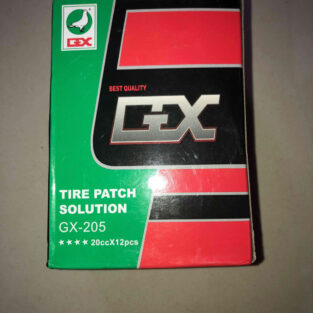 GX
BEST QUALITY
GX
TIRE PATCH
SOLUTION
GX-205
★★★★ 20ccX12pcs